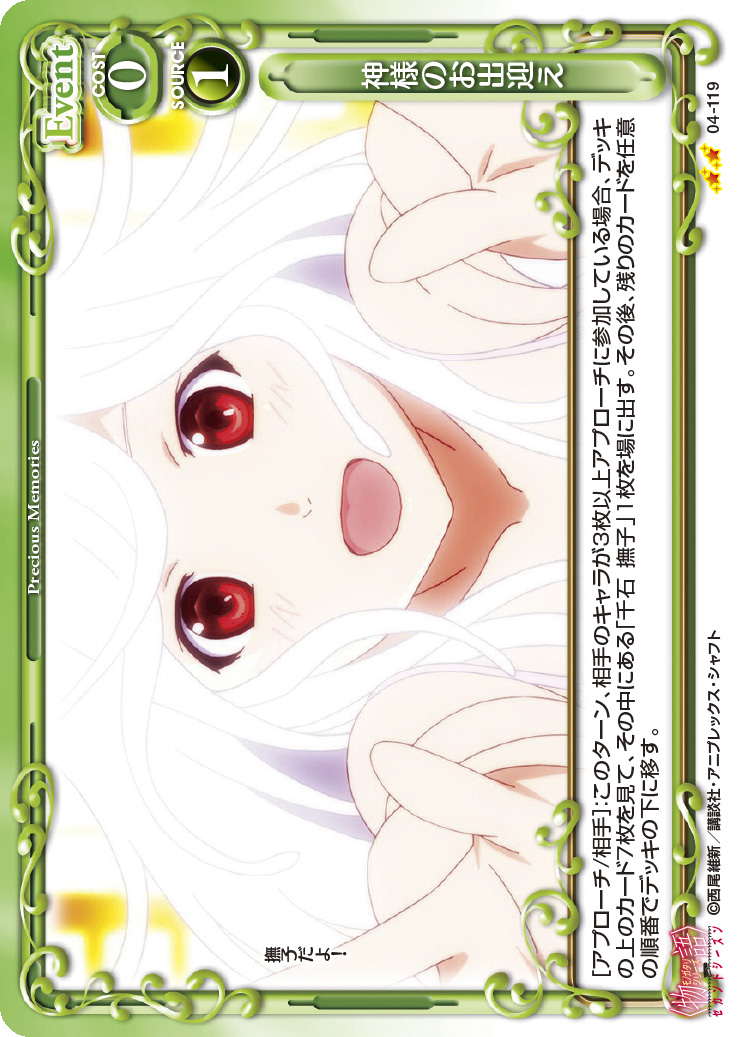 Event
COST
0
SOURCE
1
神様のお出迎え
Precious Memories
撫子だよ!
[アプローチ/相手]:このターン、相手のキャラが3枚以上アプローチに参加している場合、デッキ
の上のカード7枚を見て、その中にある「千石 撫子」1枚を場に出す。その後、残りのカードを任意
の順番でデッキの下に移す。
物語
セカンドシーズン
©西尾維新/講談社・アニプレックス・シャフト
04-119